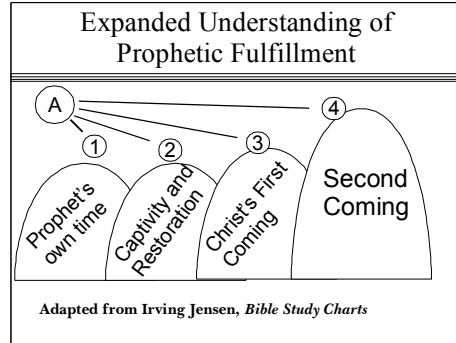 Expanded Understanding of
Prophetic Fulfillment
A
1
2
3
4
Prophet's
own time
Captivity and
Restoration
Christ's First
Coming
Second
Coming
Adapted from Irving Jensen, Bible Study Charts